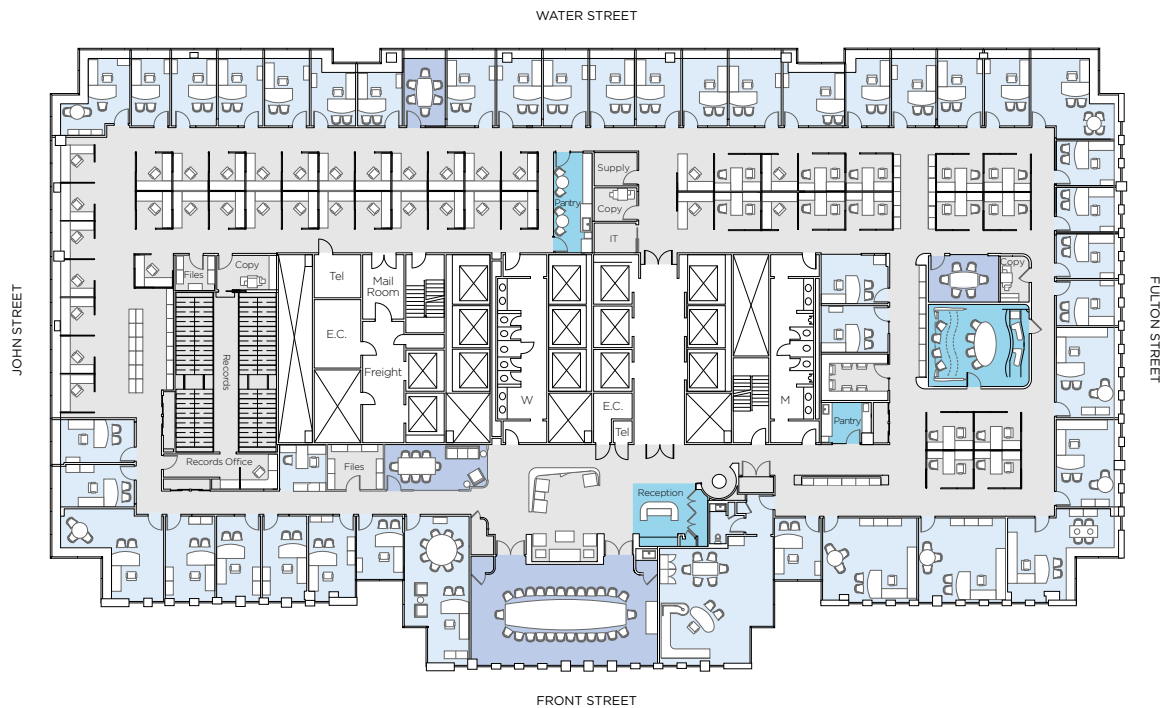 WATER STREET
Supply
Pantry
Copy
IT
Copy
Files
Tel
Mail
Room
Copy
JOHN STREET
FULTON STREET
E.C.
Records
Freight
W
E.C.
M
Tel
Pantry
Records Office
Files
Reception
FRONT STREET